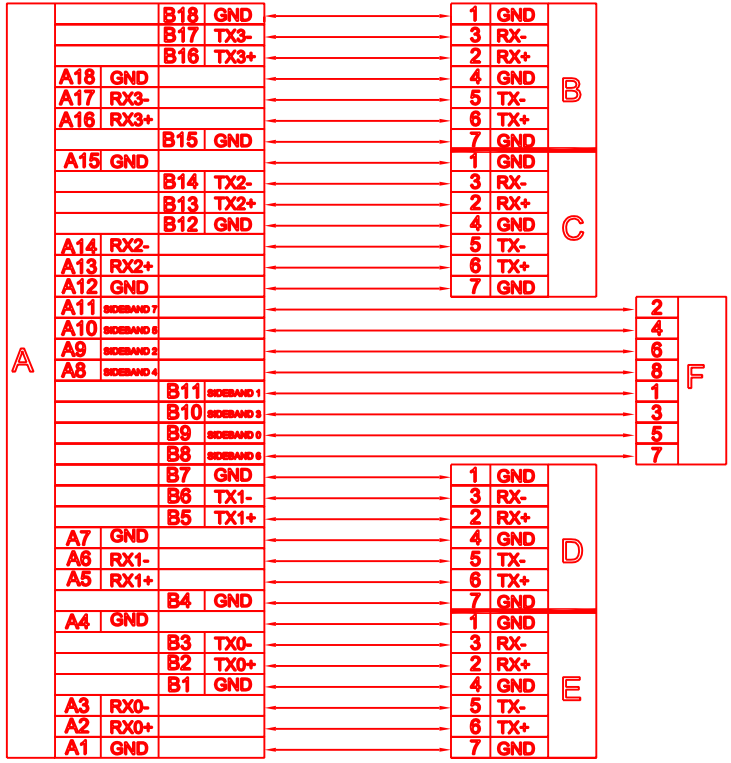 B18 GND 1 GND
B17 TX3- 3 RX-
B16 TX3+ 2 RX+
A18 GND 4 GND
A17 RX3- 5 TX-
B
A16 RX3+ 6 TX+
B15 GND 7 GND
A15 GND 1 GND
B14 TX2- 3 RX-
B13 TX2+ 2 RX+
B12 GND 4 GND
C
A14 RX2- 5 TX-
A13 RX2+ 6 TX+
A12 GND 7 GND
A11 SIDEBAND 7 2
A10 SIDEBAND 5 4
A9 SIDEBAND 2 6
A
A8 SIDEBAND 4 8
F
B11 SIDEBAND 1 1
B10 SIDEBAND 3 3
B9 SIDEBAND 0 5
B8 SIDEBAND 6 7
B7 GND 1 GND
B6 TX1- 3 RX-
B5 TX1+ 2 RX+
A7 GND 4 GND
D
A6 RX1- 5 TX-
A5 RX1+ 6 TX+
B4 GND 7 GND
A4 GND 1 GND
B3 TX0- 3 RX-
B2 TX0+ 2 RX+
B1 GND 4 GND
E
A3 RX0- 5 TX-
A2 RX0+ 6 TX+
A1 GND 7 GND